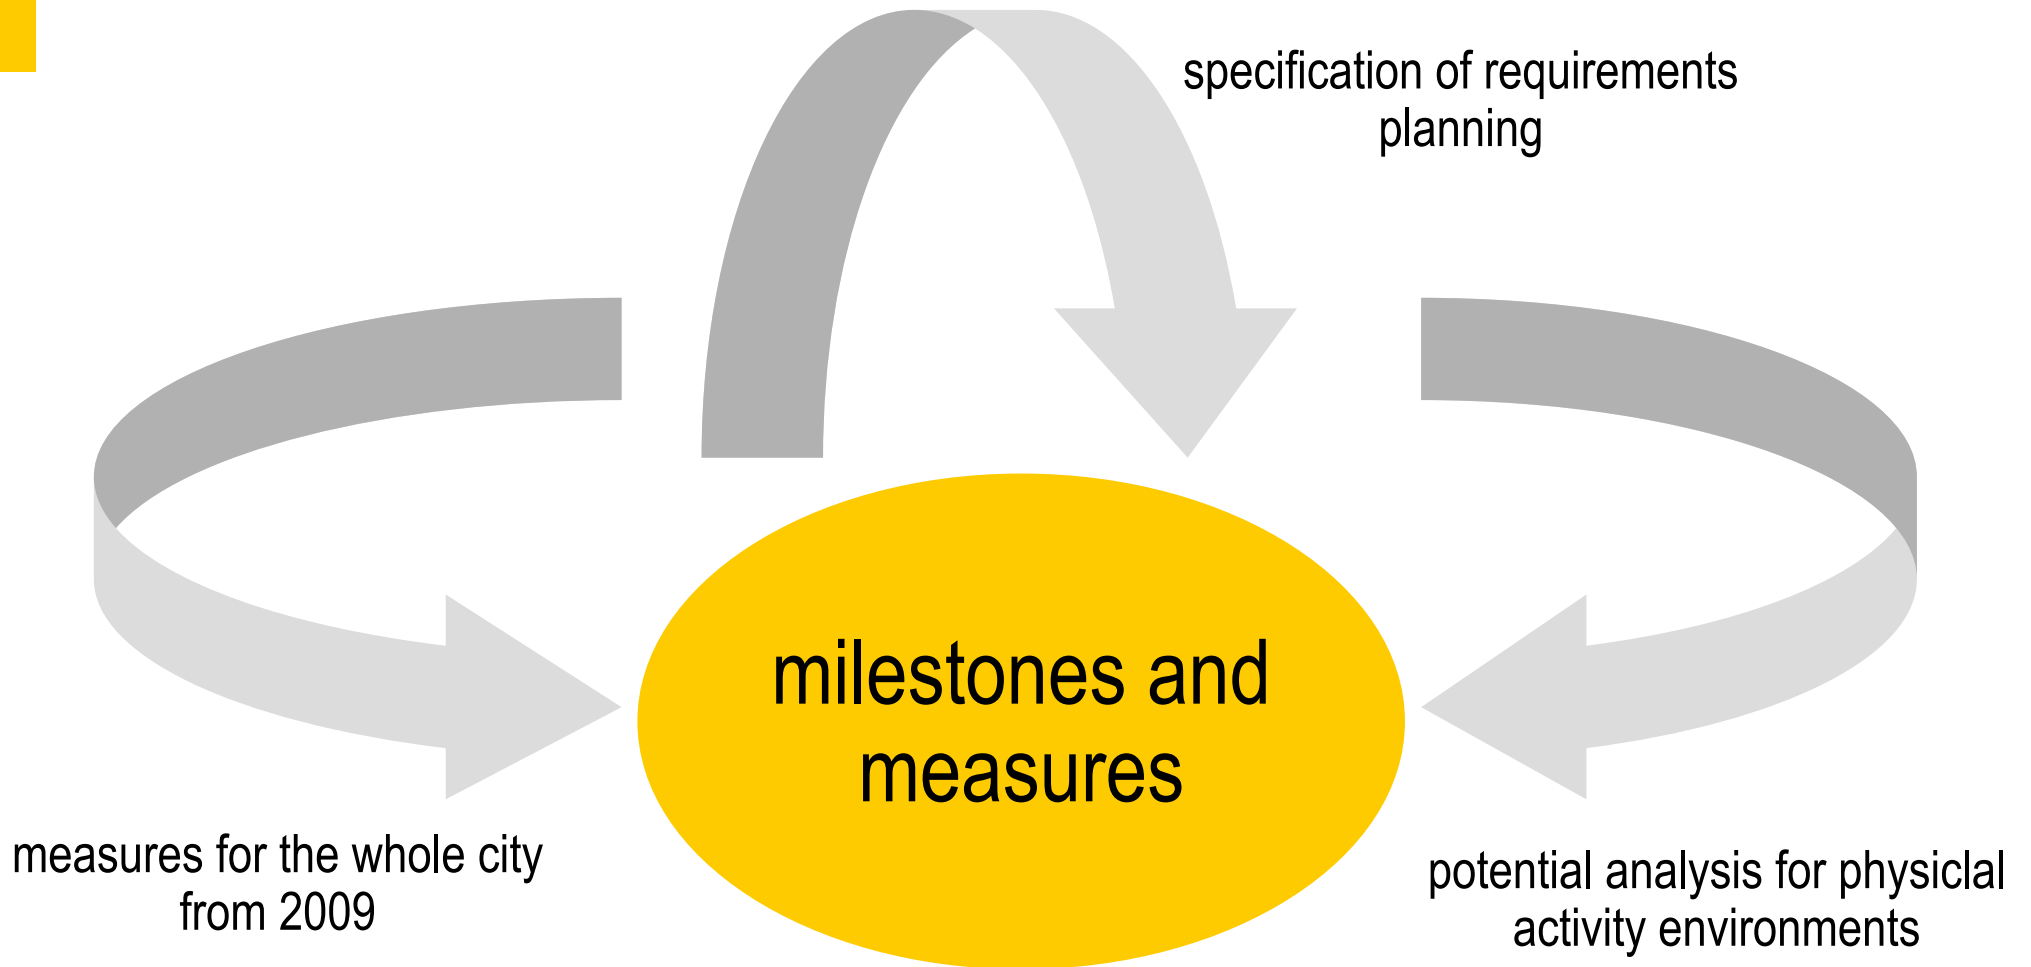 specification of requirements
planning
milestones and
measures
measures for the whole city
from 2009
potential analysis for physiclal
activity environments